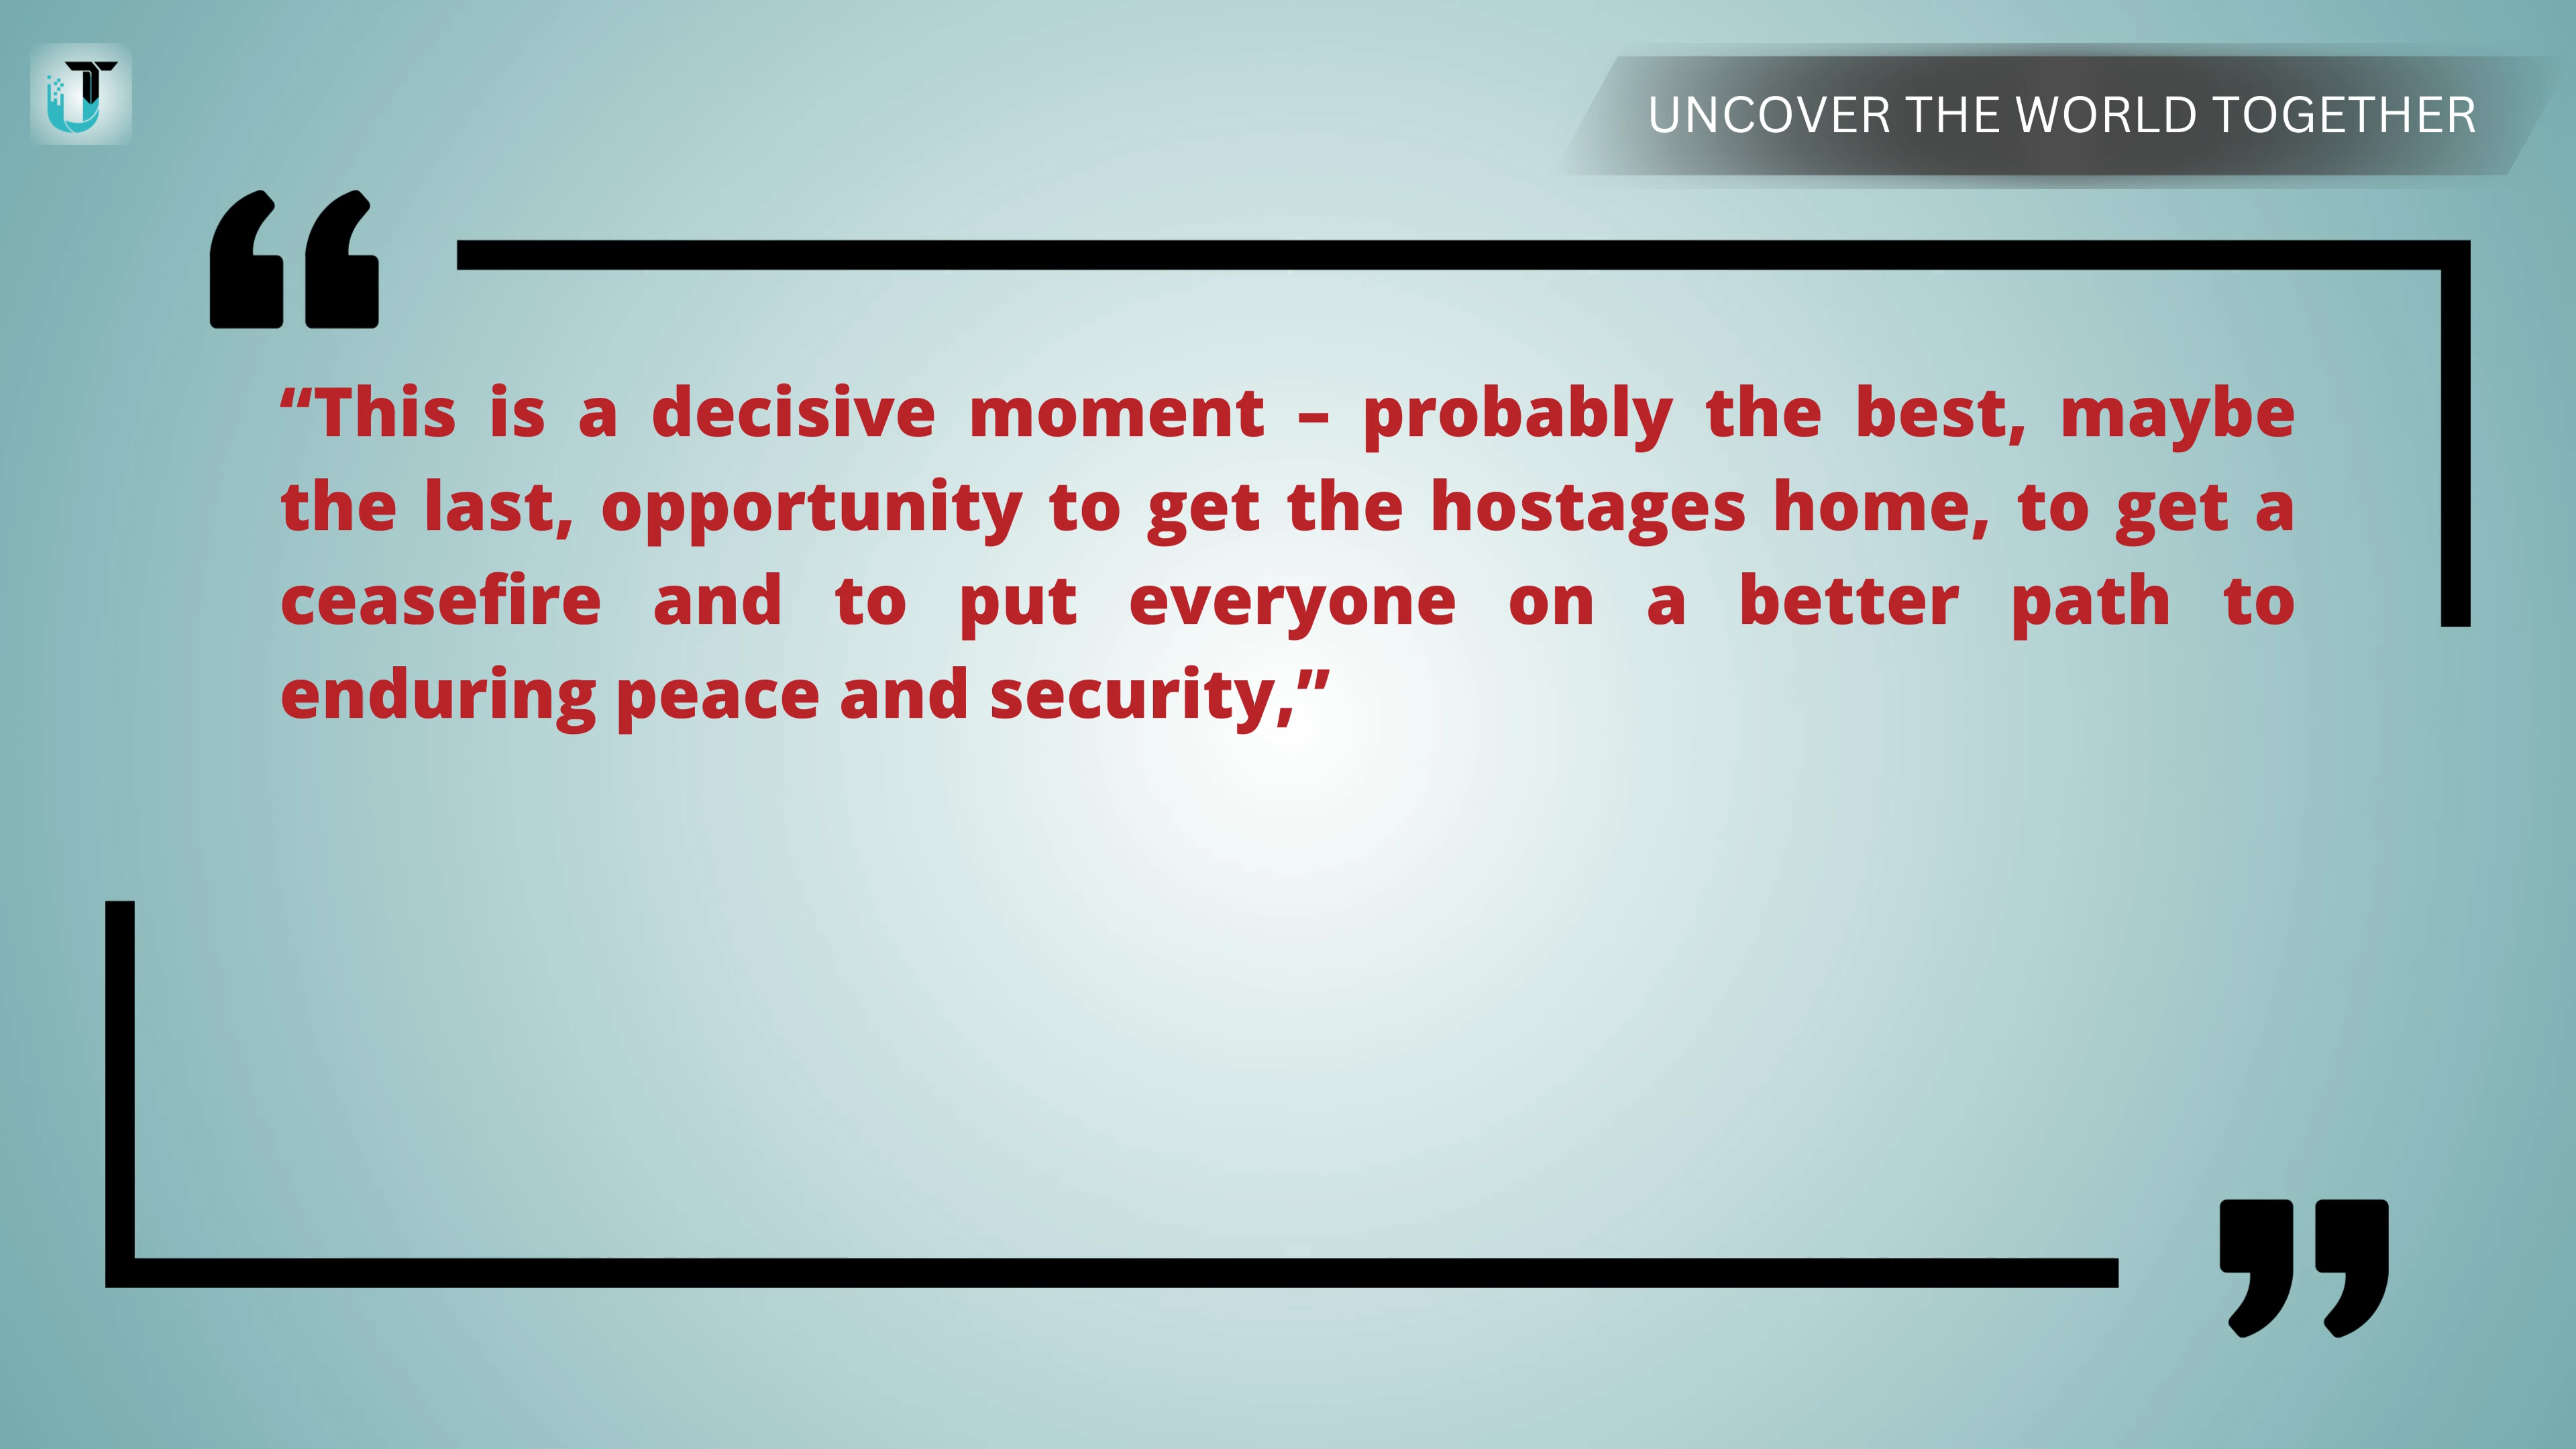 UNCOVER THE WORLD TOGETHER
“This is a decisive moment – probably the best, maybe
the last, opportunity to get the hostages home, to get a
ceasefire and to put everyone on a better path to
enduring peace and security,”